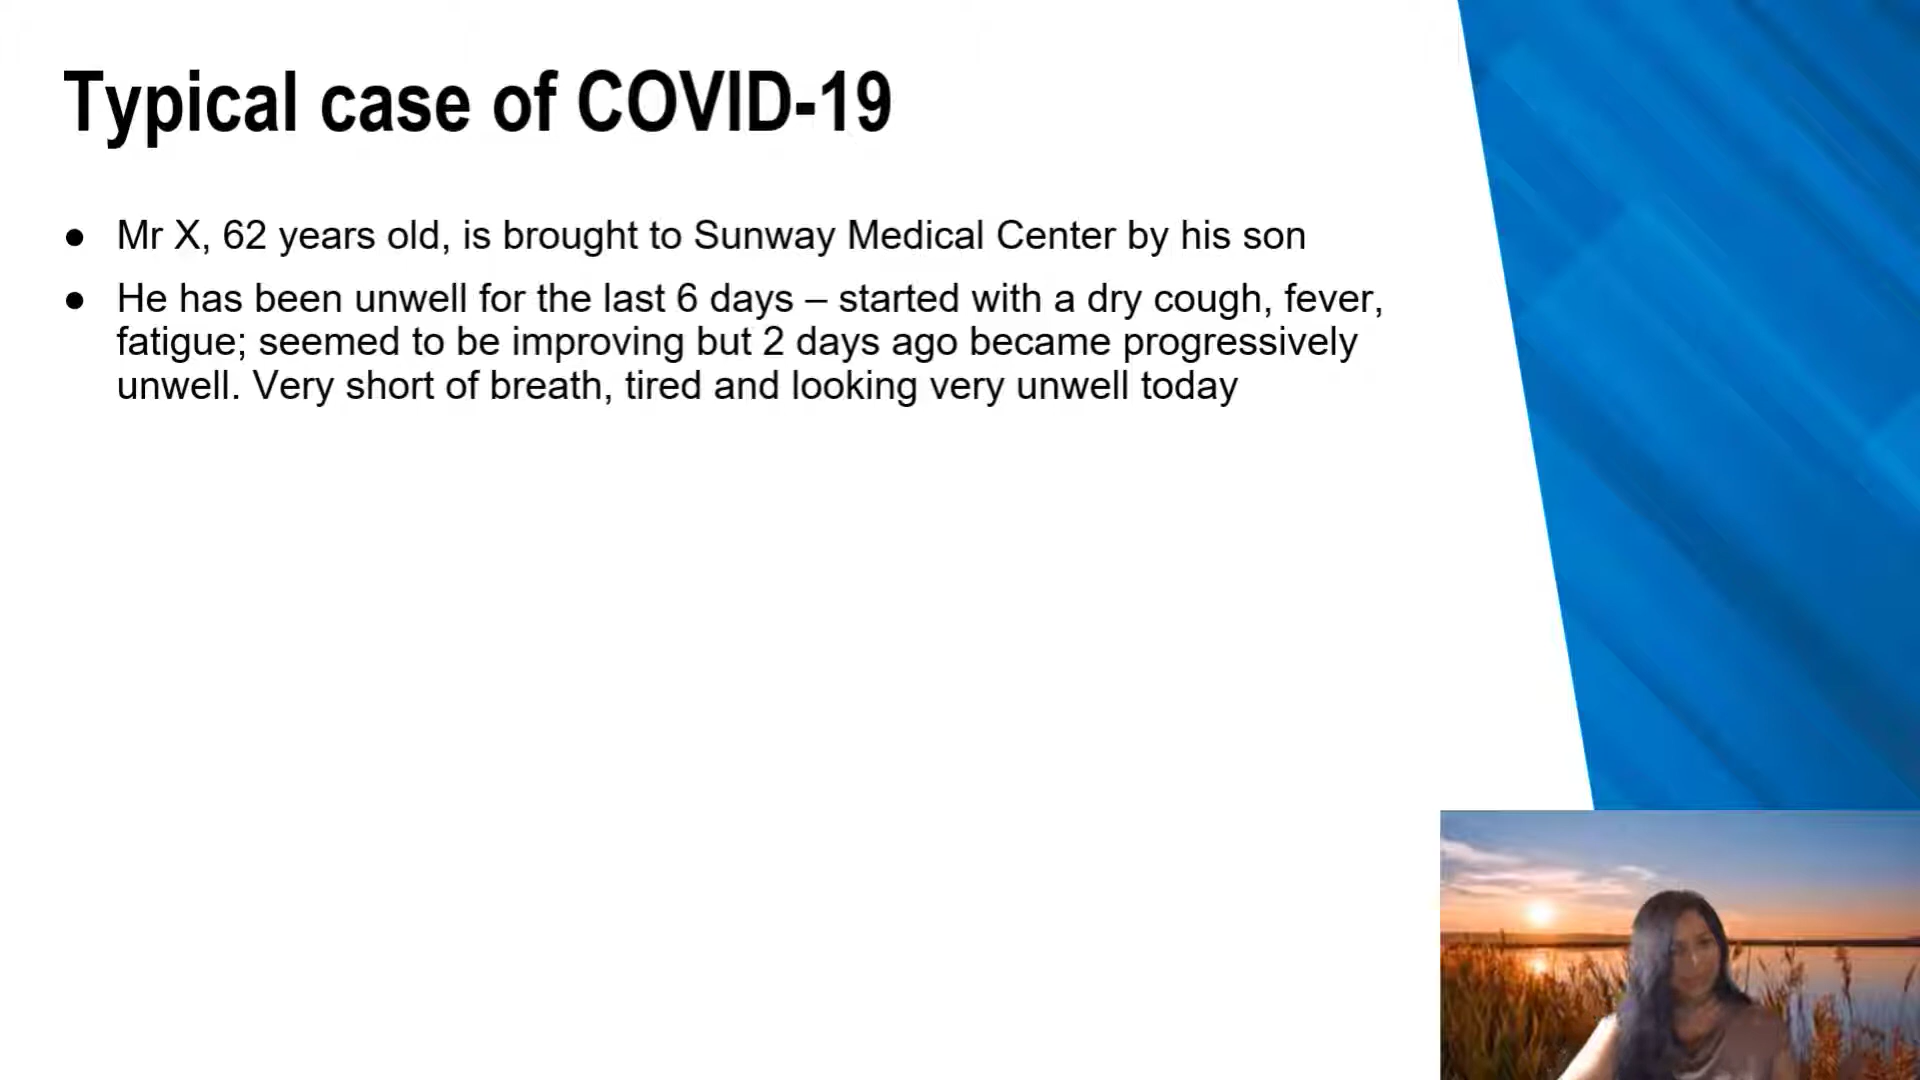 Typical case of COVID-19
● Mr X, 62 years old, is brought to Sunway Medical Center by his son
● He has been unwell for the last 6 days – started with a dry cough, fever,
fatigue; seemed to be improving but 2 days ago became progressively
unwell. Very short of breath, tired and looking very unwell today